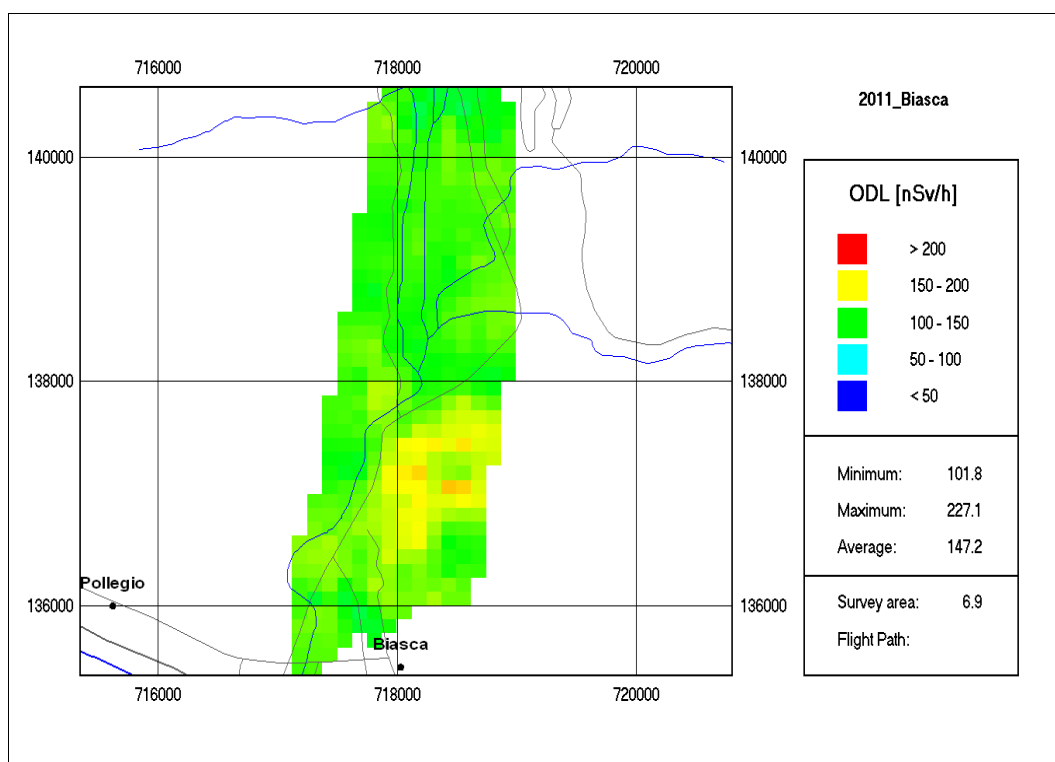 716000 718000 720000
2011_Biasca
140000 140000
ODL [nSv/h]
> 200
150 - 200
100 - 150
50 - 100
< 50
138000 138000
Minimum: 101.8
Maximum: 227.1
Average: 147.2
Pollegio
136000 136000
Survey area: 6.9
Flight Path:
Biasca
716000 718000 720000